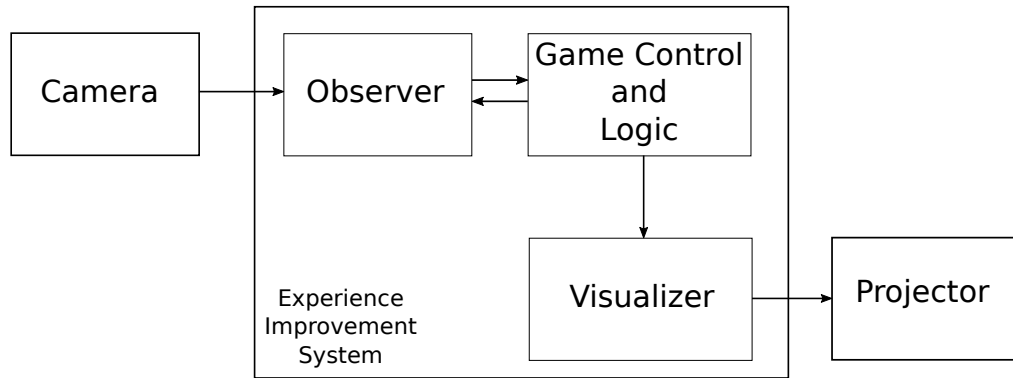 Camera
Observer
Game Control
and
Logic
Visualizer
Projector
Experience
Improvement
System